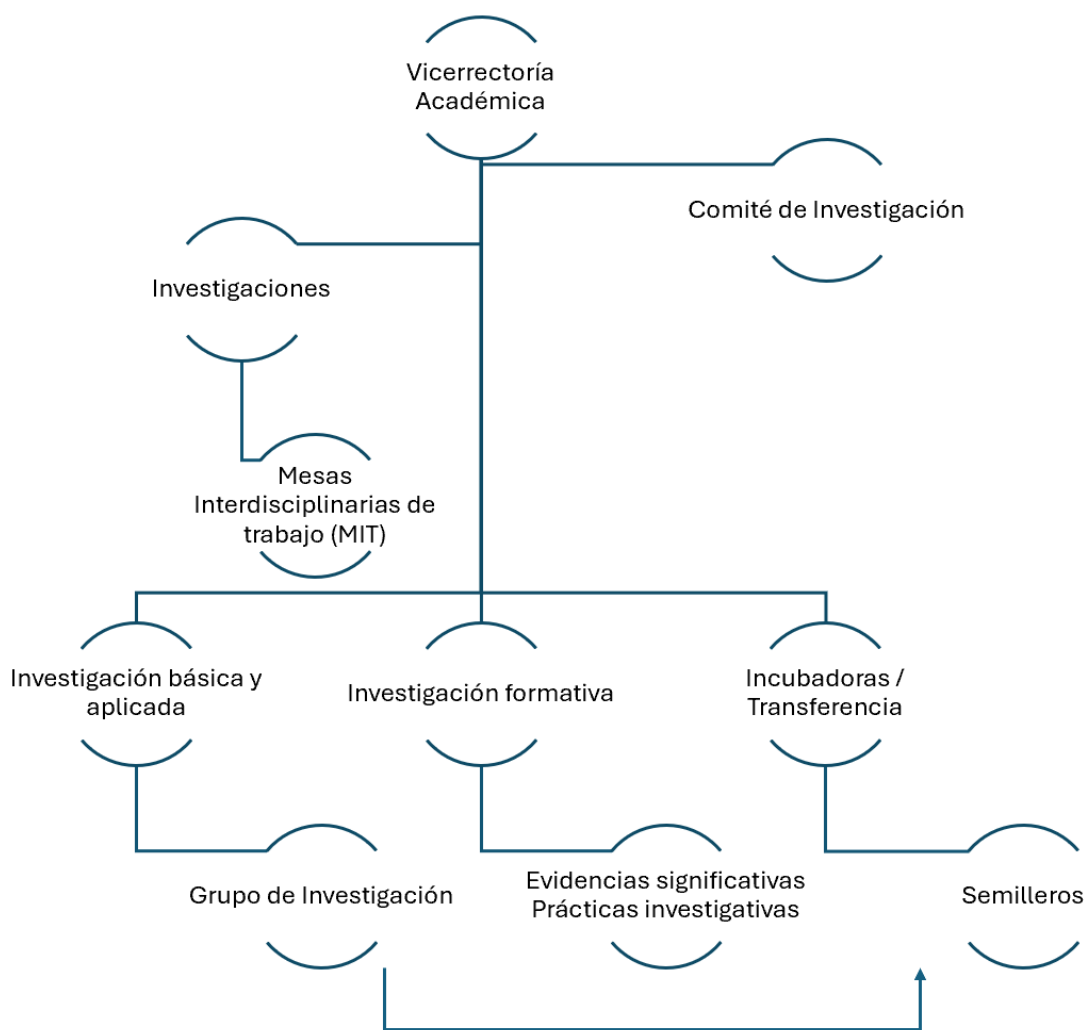 Vicerrectoría
Académica
Comité de Investigación
Investigaciones
Mesas
Interdisciplinarias de
trabajo (MIT)
Investigación básica y
aplicada
Investigación formativa
Incubadoras /
Transferencia
Grupo de Investigación
Evidencias significativas
Prácticas investigativas
Semilleros